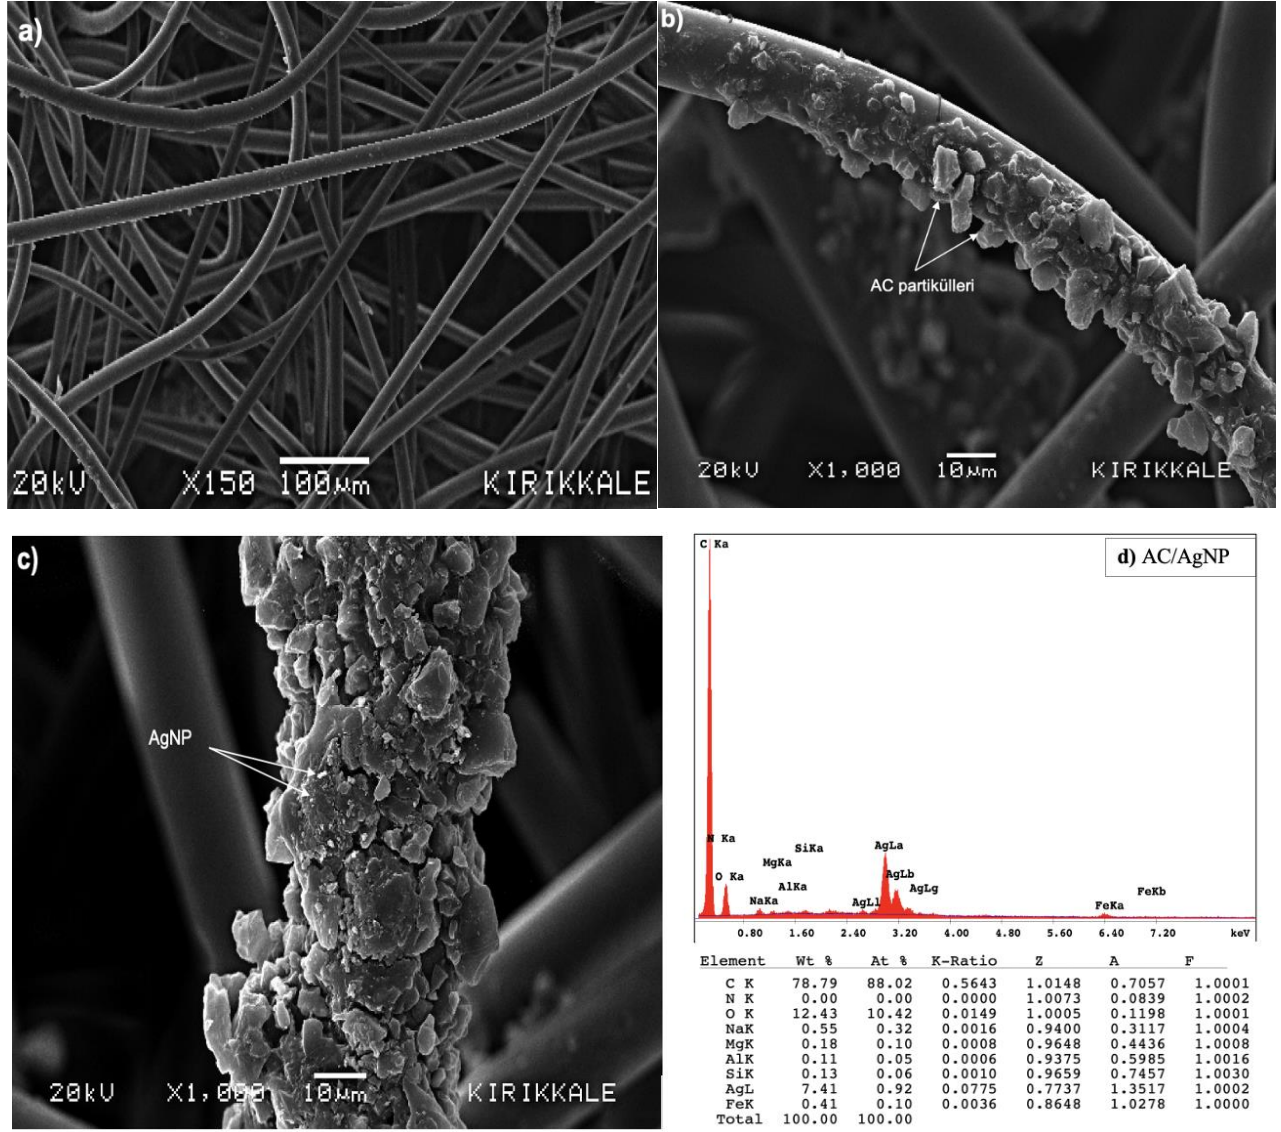 a)
20kV X150 100µm KIRIKKALE
b)
AC partikülleri
20kV X1,000 10µm KIRIKKALE
c)
AgNP
20kV X1,000 10µm KIRIKKALE
d) AC/AgNP
C Ka
N Ka
O Ka
NaKa
MgKa
AlKa
SiKa
AgLl
AgLa
AgLb
AgLg
FeKa
FeKb
0.80 1.60 2.40 3.20 4.00 4.80 5.60 6.40 7.20 keV
Element Wt % At % K-Ratio Z A F
C K 78.79 88.02 0.5643 1.0148 0.7057 1.0001
N K 0.00 0.00 0.0000 1.0073 0.0839 1.0002
O K 12.43 10.42 0.0149 1.0005 0.1198 1.0001
NaK 0.55 0.32 0.0016 0.9400 0.3117 1.0004
MgK 0.18 0.10 0.0008 0.9648 0.4436 1.0008
AlK 0.11 0.05 0.0006 0.9375 0.5985 1.0016
SiK 0.13 0.06 0.0010 0.9659 0.7457 1.0030
AgL 7.41 0.92 0.0775 0.7737 1.3517 1.0002
FeK 0.41 0.10 0.0036 0.8648 1.0278 1.0000
Total 100.00 100.00